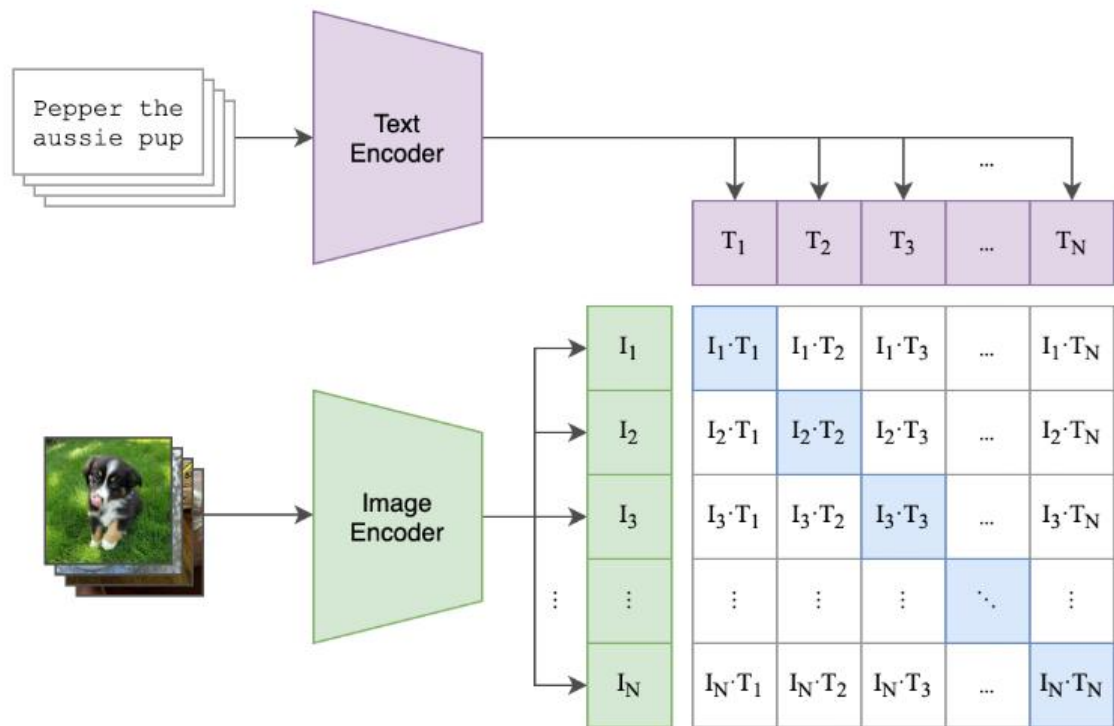 Pepper the
aussie pup
Text
Encoder
...
T₁ T₂ T₃ ... T_N
Image
Encoder
I₁ I₁·T₁ I₁·T₂ I₁·T₃ ... I₁·T_N
I₂ I₂·T₁ I₂·T₂ I₂·T₃ ... I₂·T_N
I₃ I₃·T₁ I₃·T₂ I₃·T₃ ... I₃·T_N
⋮ ⋮ ⋮ ⋮ ⋮ ⋱ ⋮
I_N I_N·T₁ I_N·T₂ I_N·T₃ ... I_N·T_N